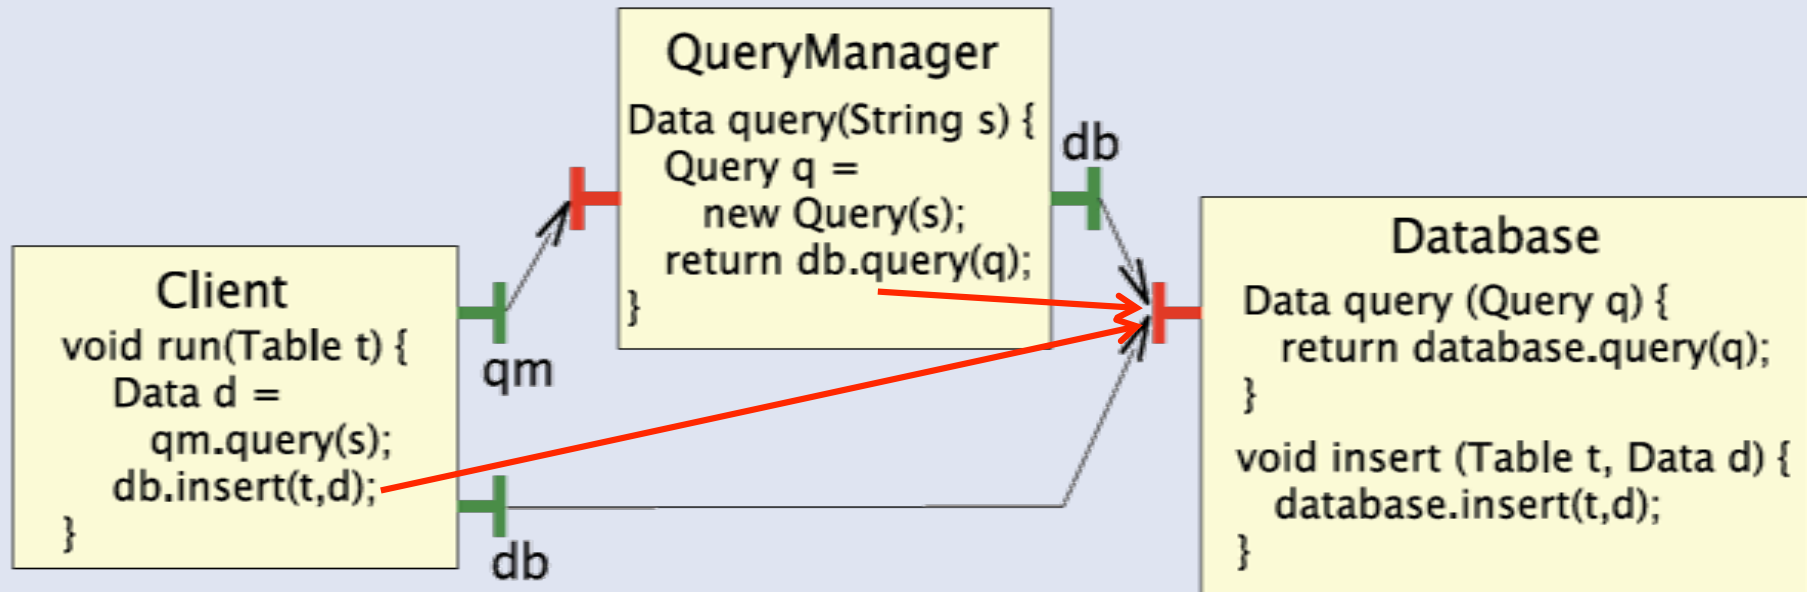 QueryManager
Data query(String s) {
Query q =
new Query(s);
return db.query(q);
}
db
Client
void run(Table t) {
Data d =
qm.query(s);
db.insert(t,d);
}
qm
db
Database
Data query (Query q) {
return database.query(q);
}
void insert (Table t, Data d) {
database.insert(t,d);
}